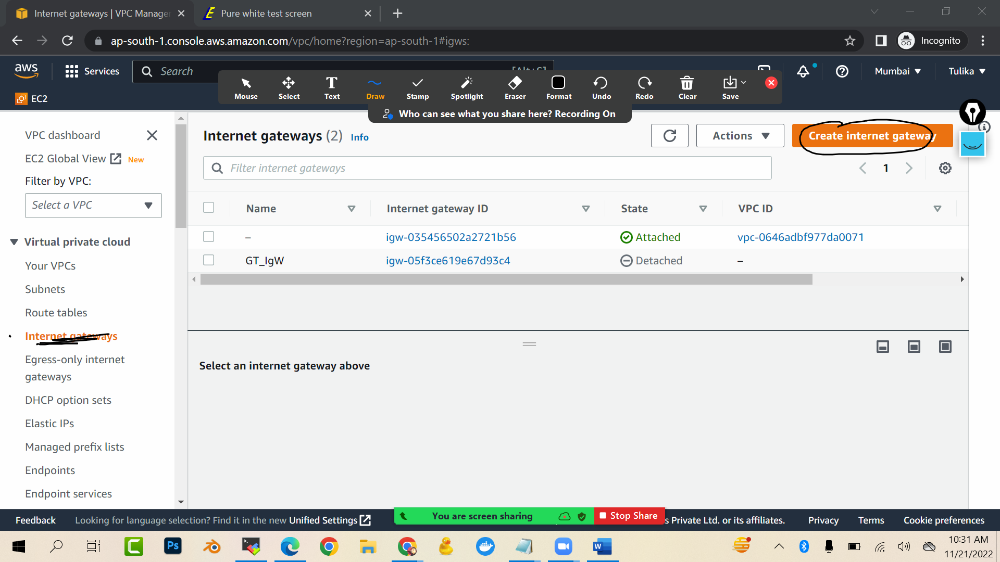 Internet gateways | VPC Manager
Pure white test screen
ap-south-1.console.aws.amazon.com/vpc/home?region=ap-south-1#igws:
Incognito
aws
Services
Search
[Alt+S]
Mumbai
Tulika
EC2
Mouse
Select
Text
Draw
Stamp
Spotlight
Eraser
Format
Undo
Redo
Clear
Save
Who can see what you share here? Recording On
VPC dashboard
EC2 Global View New
Filter by VPC:
Select a VPC
Virtual private cloud
Your VPCs
Subnets
Route tables
Internet gateways
Egress-only internet
gateways
DHCP option sets
Elastic IPs
Managed prefix lists
Endpoints
Endpoint services
Internet gateways (2) Info
Actions
Create internet gateway
Filter internet gateways
1
Name Internet gateway ID State VPC ID
– igw-035456502a2721b56 Attached vpc-0646adbf977da0071
GT_IgW igw-05f3ce619e67d93c4 Detached –
Select an internet gateway above
Feedback
Looking for language selection? Find it in the new Unified Settings
You are screen sharing
Stop Share
s Private Ltd. or its affiliates.
Privacy
Terms
Cookie preferences
Ps
W
10:31 AM
11/21/2022